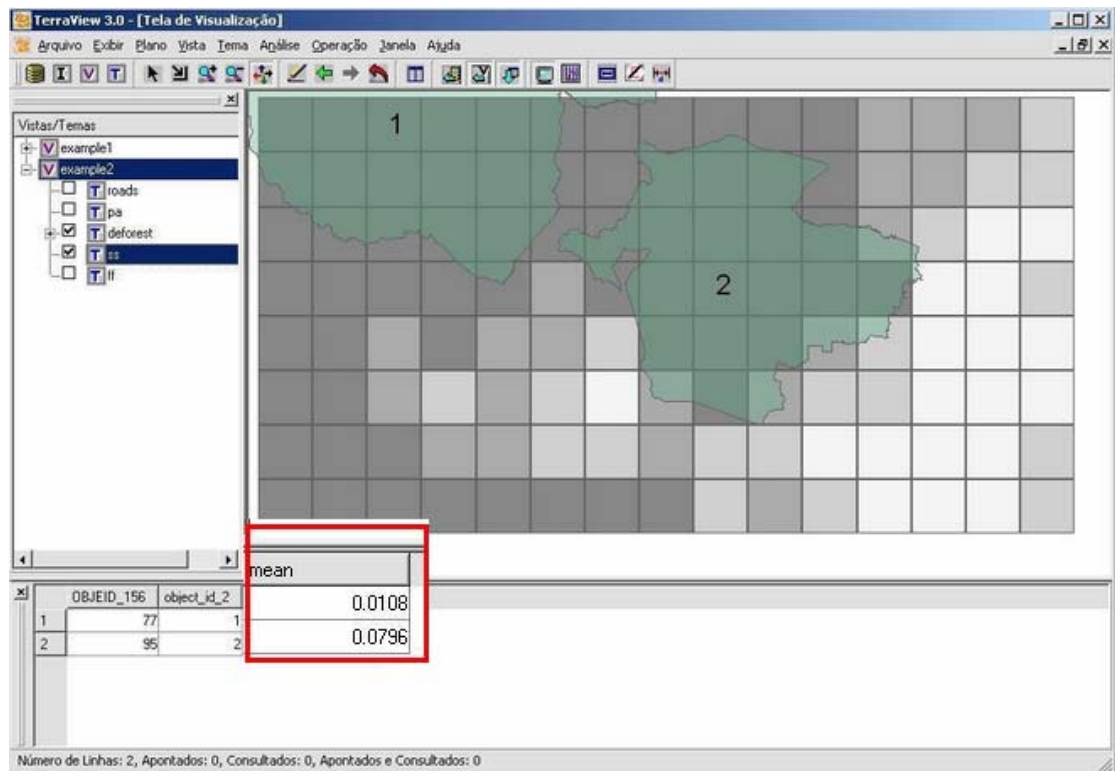 TerraView 3.0 - [Tela de Visualização]
Arquivo Exibir Plano Vista Tema Análise Operação Janela Ajuda
I V T
Vistas/Temas
V example1
V example2
T roads
T pa
T deforest
T ss
T lf
1
2
mean
0.0108
0.0796
OBJEID_156 object_id_2
1 77 1
2 95 2
Número de Linhas: 2, Apontados: 0, Consultados: 0, Apontados e Consultados: 0